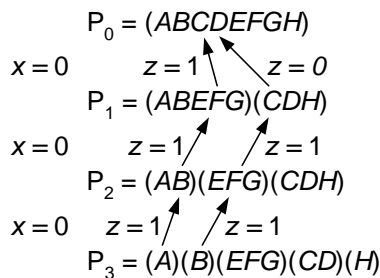 P₀ = (ABCDEFGH)
x = 0 z = 1 z = 0
P₁ = (ABEFG)(CDH)
x = 0 z = 1 z = 1
P₂ = (AB)(EFG)(CDH)
x = 0 z = 1 z = 1
P₃ = (A)(B)(EFG)(CD)(H)